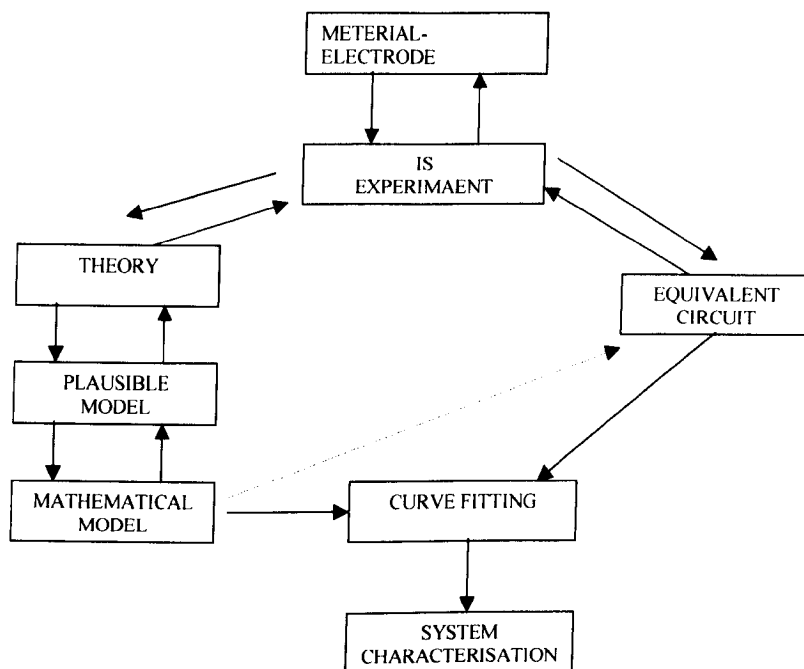 METERIAL-
ELECTRODE
IS
EXPERIMAENT
THEORY
EQUIVALENT
CIRCUIT
PLAUSIBLE
MODEL
MATHEMATICAL
MODEL
CURVE FITTING
SYSTEM
CHARACTERISATION